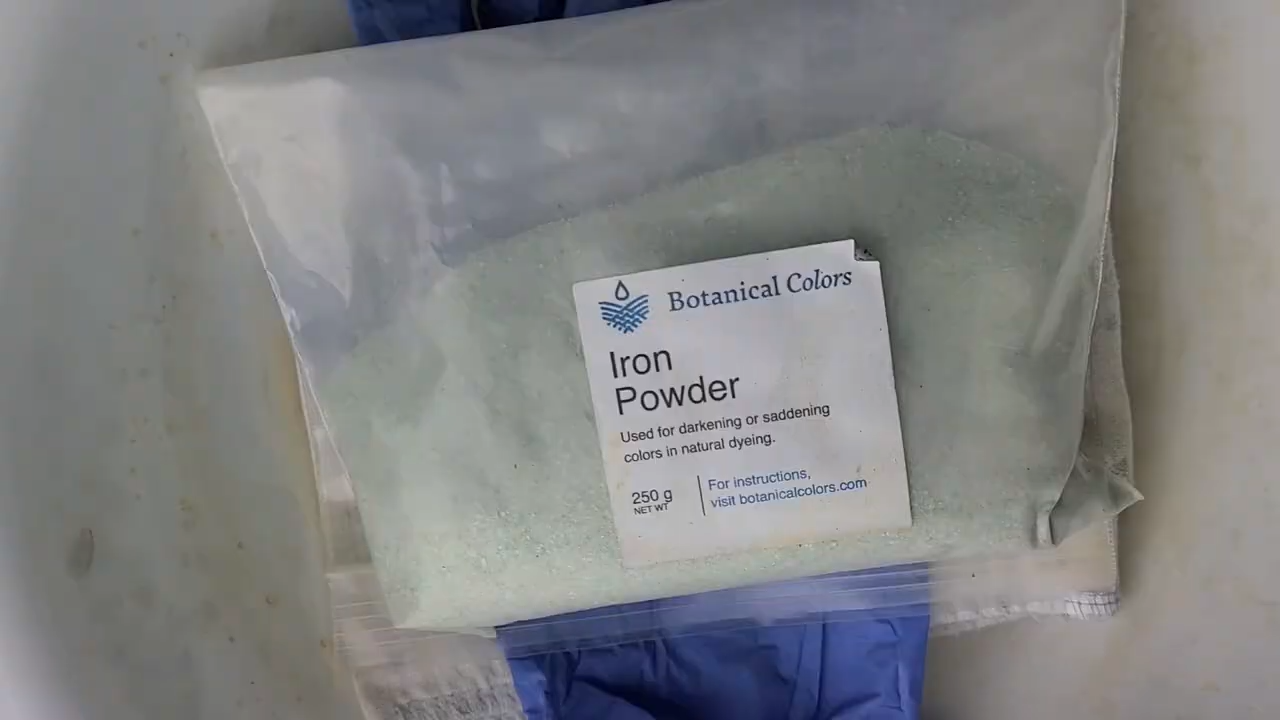 Botanical Colors
Iron
Powder
Used for darkening or saddening
colors in natural dyeing.
250 g
NET WT
For instructions,
visit botanicalcolors.com